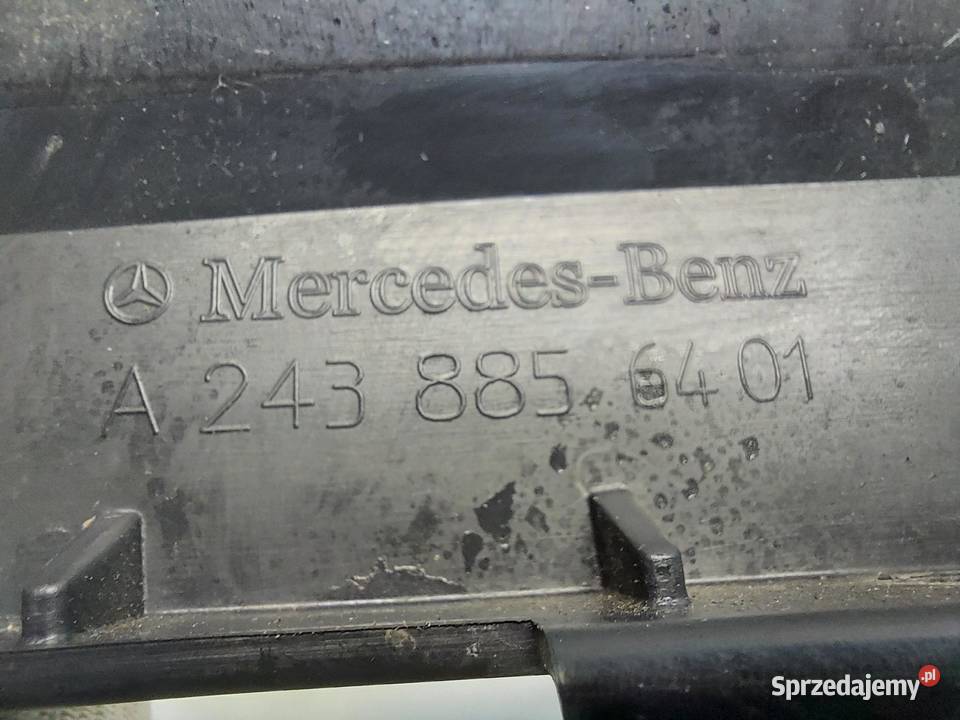 Mercedes-Benz
A 243 885 64 01
Sprzedajemy.pl